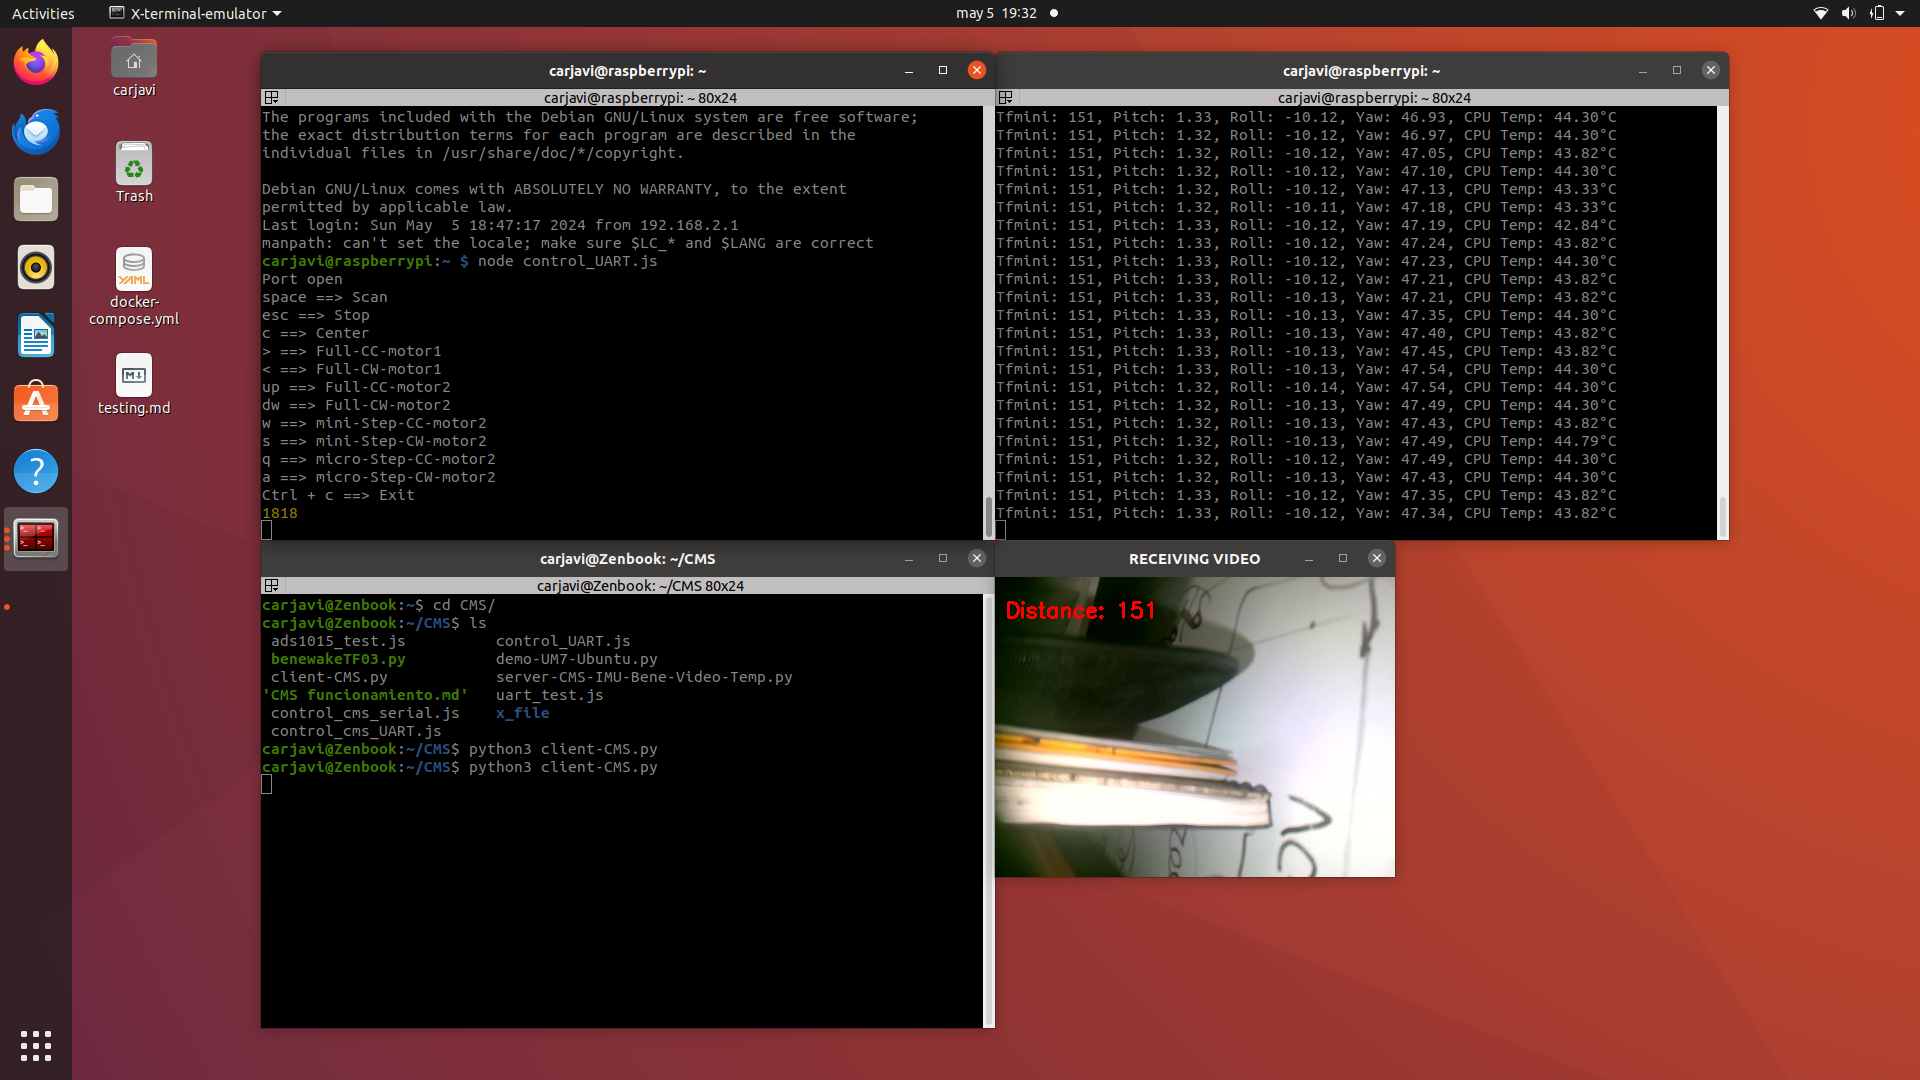 Activities
X-terminal-emulator
may 5 19:32
carjavi
Trash
docker-
compose.yml
testing.md
YAML
carjavi@raspberrypi: ~
carjavi@raspberrypi: ~ 80x24
The programs included with the Debian GNU/Linux system are free software;
the exact distribution terms for each program are described in the
individual files in /usr/share/doc/*/copyright.
Debian GNU/Linux comes with ABSOLUTELY NO WARRANTY, to the extent
permitted by applicable law.
Last login: Sun May  5 18:47:17 2024 from 192.168.2.1
manpath: can't set the locale; make sure $LC_* and $LANG are correct
carjavi@raspberrypi:~ $ node control_UART.js
Port open
space ==> Scan
esc ==> Stop
c ==> Center
> ==> Full-CC-motor1
< ==> Full-CW-motor1
up ==> Full-CC-motor2
dw ==> Full-CW-motor2
w ==> mini-Step-CC-motor2
s ==> mini-Step-CW-motor2
q ==> micro-Step-CC-motor2
a ==> micro-Step-CW-motor2
Ctrl + c ==> Exit
1818
carjavi@raspberrypi: ~
carjavi@raspberrypi: ~ 80x24
Tfmini: 151, Pitch: 1.33, Roll: -10.12, Yaw: 46.93, CPU Temp: 44.30°C
Tfmini: 151, Pitch: 1.32, Roll: -10.12, Yaw: 46.97, CPU Temp: 44.30°C
Tfmini: 151, Pitch: 1.32, Roll: -10.12, Yaw: 47.05, CPU Temp: 43.82°C
Tfmini: 151, Pitch: 1.32, Roll: -10.12, Yaw: 47.10, CPU Temp: 44.30°C
Tfmini: 151, Pitch: 1.32, Roll: -10.12, Yaw: 47.13, CPU Temp: 43.33°C
Tfmini: 151, Pitch: 1.32, Roll: -10.11, Yaw: 47.18, CPU Temp: 43.33°C
Tfmini: 151, Pitch: 1.33, Roll: -10.12, Yaw: 47.19, CPU Temp: 42.84°C
Tfmini: 151, Pitch: 1.33, Roll: -10.12, Yaw: 47.24, CPU Temp: 43.82°C
Tfmini: 151, Pitch: 1.33, Roll: -10.12, Yaw: 47.23, CPU Temp: 44.30°C
Tfmini: 151, Pitch: 1.33, Roll: -10.12, Yaw: 47.21, CPU Temp: 43.82°C
Tfmini: 151, Pitch: 1.33, Roll: -10.13, Yaw: 47.21, CPU Temp: 43.82°C
Tfmini: 151, Pitch: 1.33, Roll: -10.13, Yaw: 47.35, CPU Temp: 44.30°C
Tfmini: 151, Pitch: 1.33, Roll: -10.13, Yaw: 47.40, CPU Temp: 43.82°C
Tfmini: 151, Pitch: 1.33, Roll: -10.13, Yaw: 47.45, CPU Temp: 43.82°C
Tfmini: 151, Pitch: 1.33, Roll: -10.13, Yaw: 47.54, CPU Temp: 44.30°C
Tfmini: 151, Pitch: 1.32, Roll: -10.14, Yaw: 47.54, CPU Temp: 44.30°C
Tfmini: 151, Pitch: 1.32, Roll: -10.13, Yaw: 47.49, CPU Temp: 44.30°C
Tfmini: 151, Pitch: 1.32, Roll: -10.13, Yaw: 47.43, CPU Temp: 43.82°C
Tfmini: 151, Pitch: 1.32, Roll: -10.13, Yaw: 47.49, CPU Temp: 44.79°C
Tfmini: 151, Pitch: 1.32, Roll: -10.12, Yaw: 47.49, CPU Temp: 44.30°C
Tfmini: 151, Pitch: 1.32, Roll: -10.13, Yaw: 47.43, CPU Temp: 44.30°C
Tfmini: 151, Pitch: 1.33, Roll: -10.12, Yaw: 47.35, CPU Temp: 43.82°C
Tfmini: 151, Pitch: 1.33, Roll: -10.12, Yaw: 47.34, CPU Temp: 43.82°C
carjavi@Zenbook: ~/CMS
carjavi@Zenbook: ~/CMS 80x24
carjavi@Zenbook:~$ cd CMS/
carjavi@Zenbook:~/CMS$ ls
ads1015_test.js          control_UART.js
benewakeTF03.py          demo-UM7-Ubuntu.py
client-CMS.py            server-CMS-IMU-Bene-Video-Temp.py
'CMS funcionamiento.md'   uart_test.js
control_cms_serial.js    x_file
control_cms_UART.js
carjavi@Zenbook:~/CMS$ python3 client-CMS.py
carjavi@Zenbook:~/CMS$ python3 client-CMS.py
RECEIVING VIDEO
Distance: 151